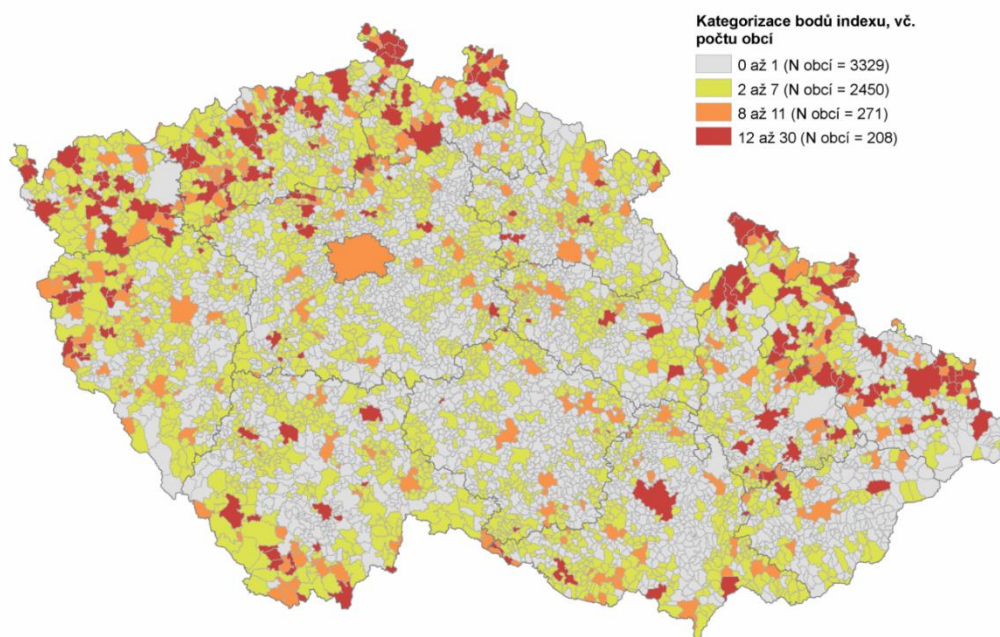 Kategorizace bodů indexu, vč.
počtu obcí
0 až 1 (N obcí = 3329)
2 až 7 (N obcí = 2450)
8 až 11 (N obcí = 271)
12 až 30 (N obcí = 208)